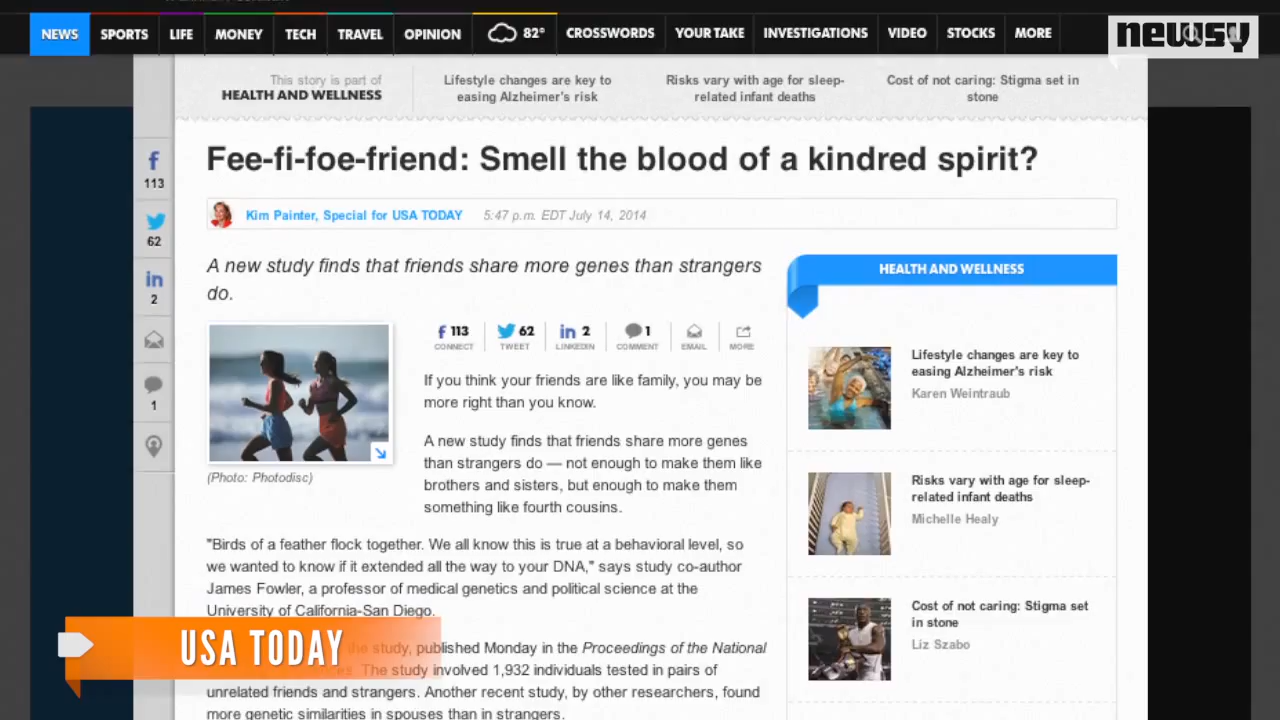 NEWS SPORTS LIFE MONEY TECH TRAVEL OPINION 82° CROSSWORDS YOUR TAKE INVESTIGATIONS VIDEO STOCKS MORE
newsy
This story is part of
HEALTH AND WELLNESS
Lifestyle changes are key to
easing Alzheimer's risk
Risks vary with age for sleep-
related infant deaths
Cost of not caring: Stigma set in
stone
Fee-fi-foe-friend: Smell the blood of a kindred spirit?
113
62
2
1
Kim Painter, Special for USA TODAY 5:47 p.m. EDT July 14, 2014
A new study finds that friends share more genes than strangers
do.
(Photo: Photodisc)
113 62 2 1
CONNECT TWEET LINKEDIN COMMENT EMAIL MORE
If you think your friends are like family, you may be
more right than you know.
A new study finds that friends share more genes
than strangers do — not enough to make them like
brothers and sisters, but enough to make them
something like fourth cousins.
"Birds of a feather flock together. We all know this is true at a behavioral level, so
we wanted to know if it extended all the way to your DNA," says study co-author
James Fowler, a professor of medical genetics and political science at the
University of California-San Diego.
the study, published Monday in the Proceedings of the National
The study involved 1,932 individuals tested in pairs of
unrelated friends and strangers. Another recent study, by other researchers, found
more genetic similarities in spouses than in strangers.
HEALTH AND WELLNESS
Lifestyle changes are key to
easing Alzheimer's risk
Karen Weintraub
Risks vary with age for sleep-
related infant deaths
Michelle Healy
Cost of not caring: Stigma set
in stone
Liz Szabo
USA TODAY